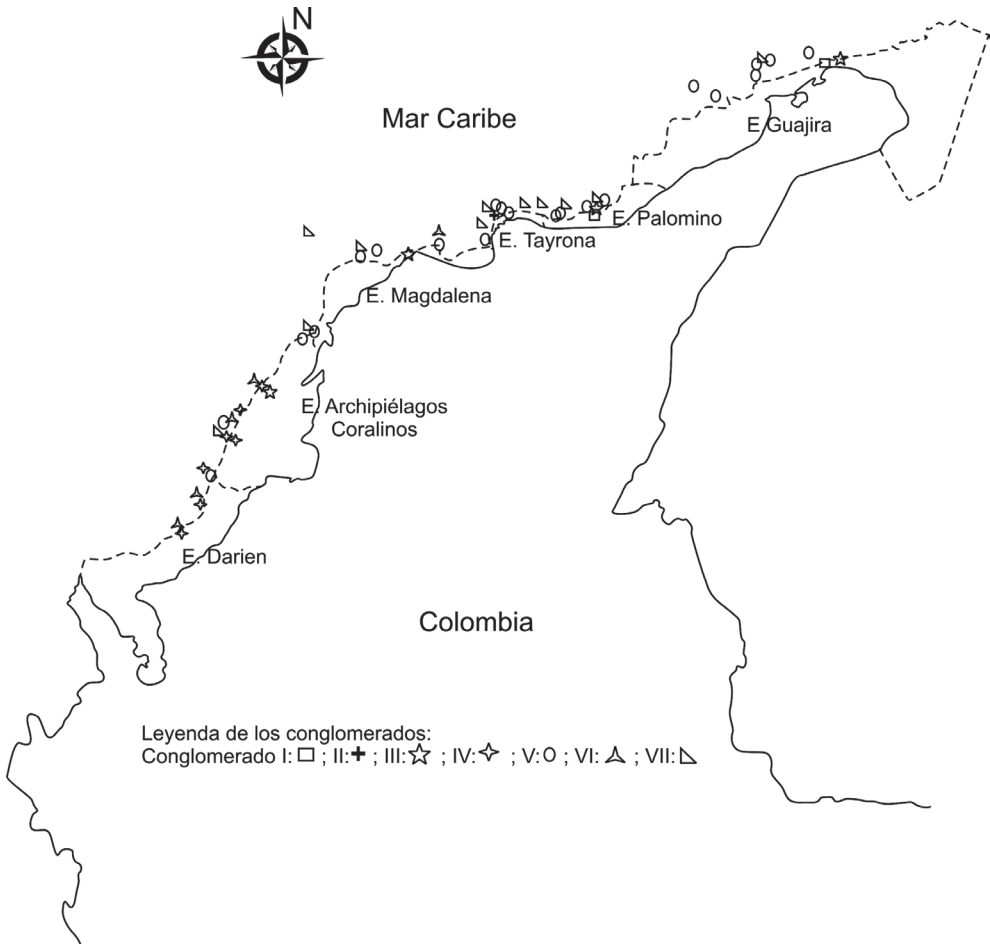 N
Mar Caribe
E Guajira
E. Palomino
E. Tayrona
E. Magdalena
E. Archipiélagos
Coralinos
E. Darien
Colombia
Leyenda de los conglomerados:
Conglomerado I: ; II: ; III: ; IV: ; V: ; VI: ; VII: